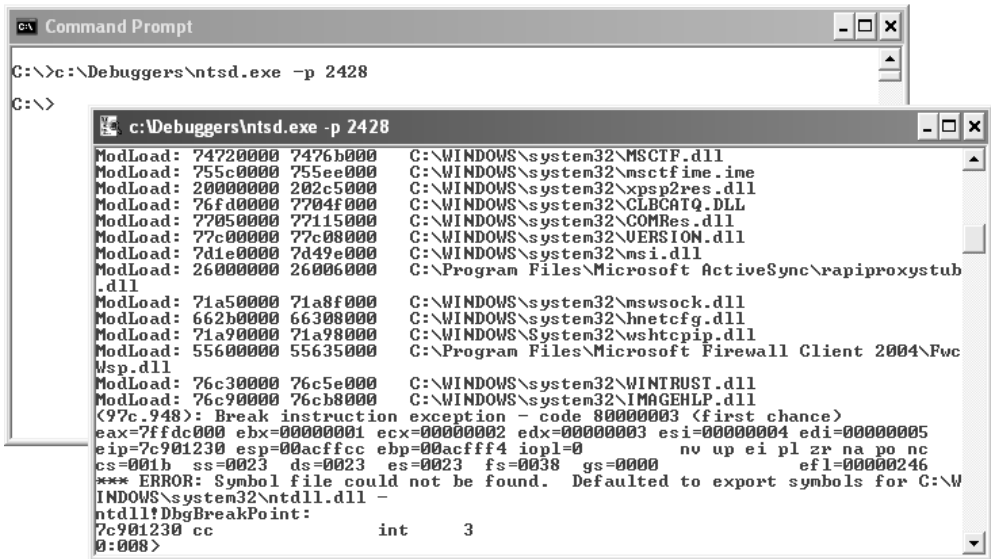 Command Prompt
C:\>c:\Debuggers\ntsd.exe -p 2428
C:\>
c:\Debuggers\ntsd.exe -p 2428
ModLoad: 74720000 7476b000   C:\WINDOWS\system32\MSCTF.dll
ModLoad: 755c0000 755ee000   C:\WINDOWS\system32\msctfime.ime
ModLoad: 20000000 202c5000   C:\WINDOWS\system32\xpsp2res.dll
ModLoad: 76fd0000 7704f000   C:\WINDOWS\system32\CLBCATQ.DLL
ModLoad: 77050000 77115000   C:\WINDOWS\system32\COMRes.dll
ModLoad: 77c00000 77c08000   C:\WINDOWS\system32\VERSION.dll
ModLoad: 7d1e0000 7d49e000   C:\WINDOWS\system32\msi.dll
ModLoad: 26000000 26006000   C:\Program Files\Microsoft ActiveSync\rapiproxystub
.dll
ModLoad: 71a50000 71a8f000   C:\WINDOWS\system32\mswsock.dll
ModLoad: 662b0000 66308000   C:\WINDOWS\system32\hnetcfg.dll
ModLoad: 71a90000 71a98000   C:\WINDOWS\System32\wshtcpip.dll
ModLoad: 55600000 55635000   C:\Program Files\Microsoft Firewall Client 2004\Fwc
Wsp.dll
ModLoad: 76c30000 76c5e000   C:\WINDOWS\system32\WINTRUST.dll
ModLoad: 76c90000 76cb8000   C:\WINDOWS\system32\IMAGEHLP.dll
(97c.948): Break instruction exception - code 80000003 (first chance)
eax=7ffdc000 ebx=00000001 ecx=00000002 edx=00000003 esi=00000004 edi=00000005
eip=7c901230 esp=00acffcc ebp=00acfff4 iopl=0         nv up ei pl zr na po nc
cs=001b  ss=0023  ds=0023  es=0023  fs=0038  gs=0000             efl=00000246
*** ERROR: Symbol file could not be found.  Defaulted to export symbols for C:\W
INDOWS\system32\ntdll.dll -
ntdll!DbgBreakPoint:
7c901230 cc               int     3
0:008>